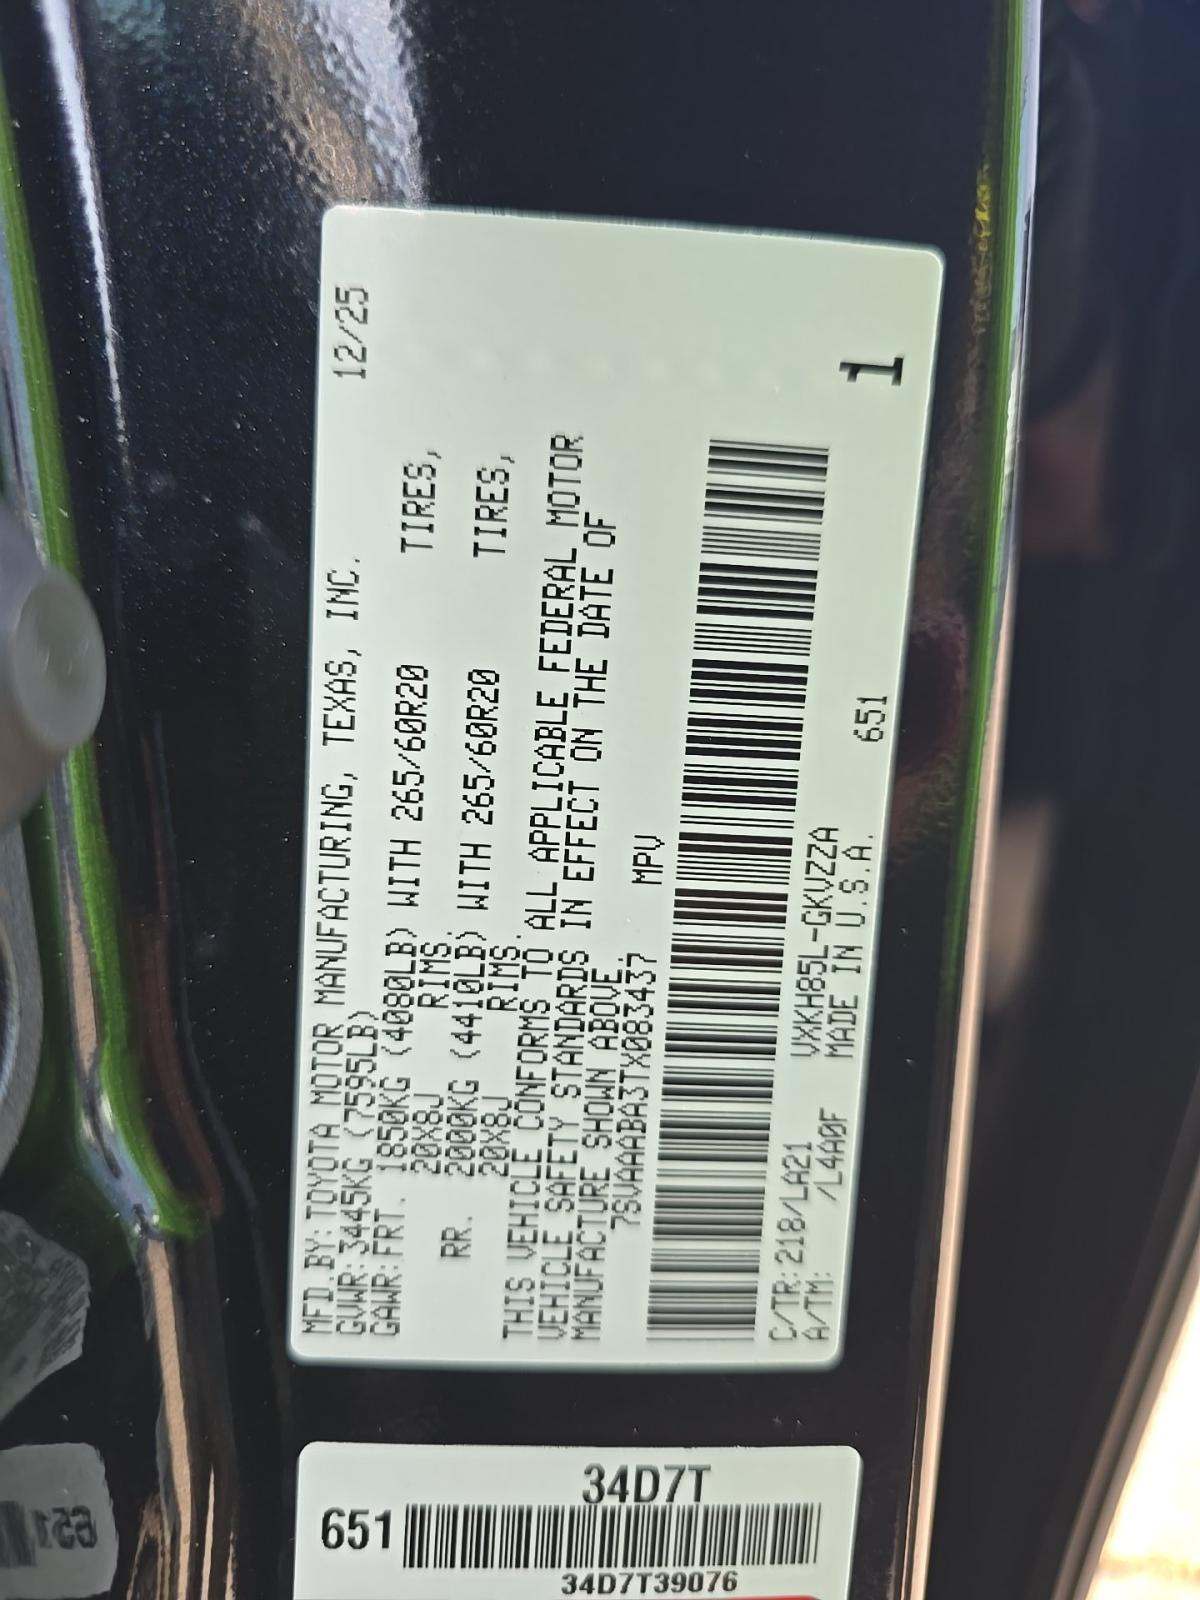 MFD.BY:TOYOTA MOTOR MANUFACTURING, TEXAS, INC. 12/25
GVWR:3445KG (7595LB)
GAWR:FRT. 1850KG (4080LB) WITH 265/60R20 TIRES,
20X8J RIMS.
RR. 2000KG (4410LB) WITH 265/60R20 TIRES,
20X8J RIMS.
THIS VEHICLE CONFORMS TO ALL APPLICABLE FEDERAL MOTOR
VEHICLE SAFETY STANDARDS IN EFFECT ON THE DATE OF
MANUFACTURE SHOWN ABOVE.
7SVAAABA3TX083437 MPV
C/TR:218/LA21 VXKH85L-GKVZZA 651
A/TM: /L4A0F MADE IN U.S.A.
1
34D7T
651
34D7T39076
651